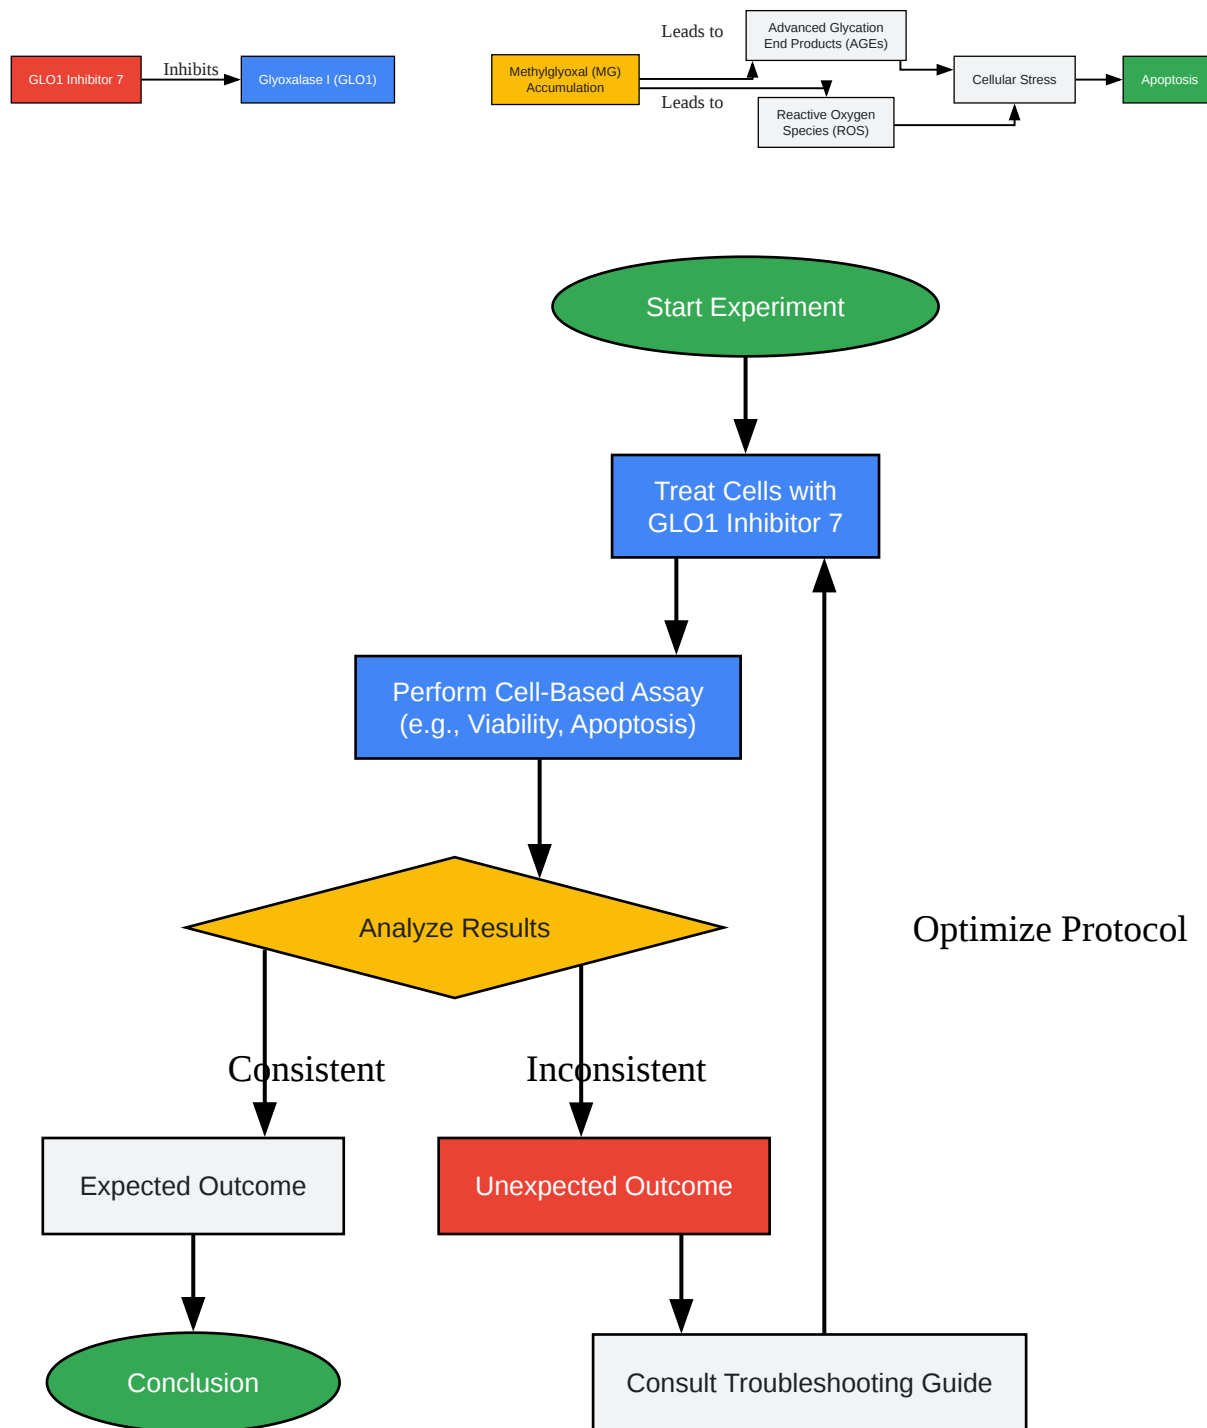 GLO1 Inhibitor 7
Inhibits
Glyoxalase I (GLO1)
Methylglyoxal (MG)
Accumulation
Leads to
Leads to
Advanced Glycation
End Products (AGEs)
Reactive Oxygen
Species (ROS)
Cellular Stress
Apoptosis
Start Experiment
Treat Cells with
GLO1 Inhibitor 7
Perform Cell-Based Assay
(e.g., Viability, Apoptosis)
Analyze Results
Optimize Protocol
Consistent
Inconsistent
Expected Outcome
Unexpected Outcome
Conclusion
Consult Troubleshooting Guide